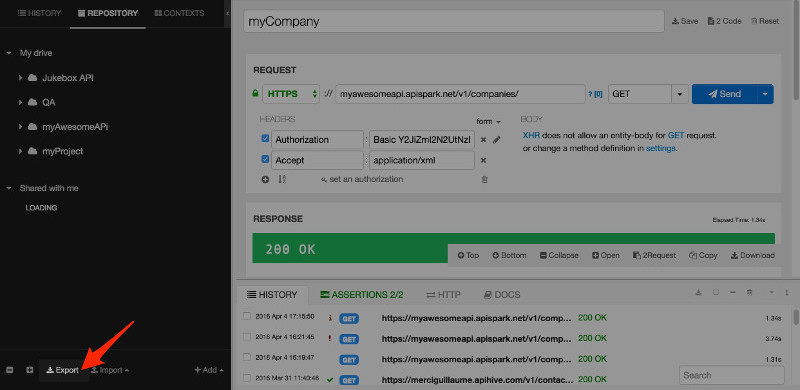 HISTORY REPOSITORY CONTEXTS
My drive
Jukebox API
QA
myAwesomeAPi
myProject
Shared with me
LOADING
Export Import + Add
myCompany
Save 2 Code Reset
REQUEST
HTTPS :// myawesomeapi.apispark.net/v1/companies/ ? [0] GET Send
HEADERS form
Authorization : Basic Y2JiZmI2N2UtNzI
Accept : application/xml
set an authorization
BODY
XHR does not allow an entity-body for GET request.
or change a method definition in settings.
RESPONSE Elapsed Time: 1.34s
200 OK
Top Bottom Collapse Open 2Request Copy Download
HISTORY ASSERTIONS 2/2 HTTP DOCS
2016 Apr 4 17:15:50 GET https://myawesomeapi.apispark.net/v1/comp... 200 OK 1.34s
2016 Apr 4 16:21:45 GET https://myawesomeapi.apispark.net/v1/comp... 200 OK 3.74s
2016 Apr 4 16:19:47 GET https://myawesomeapi.apispark.net/v1/comp... 200 OK 1.31s
2016 Mar 31 11:40:46 GET https://merciguillaume.apihive.com/v1/contac... 200 OK
Search